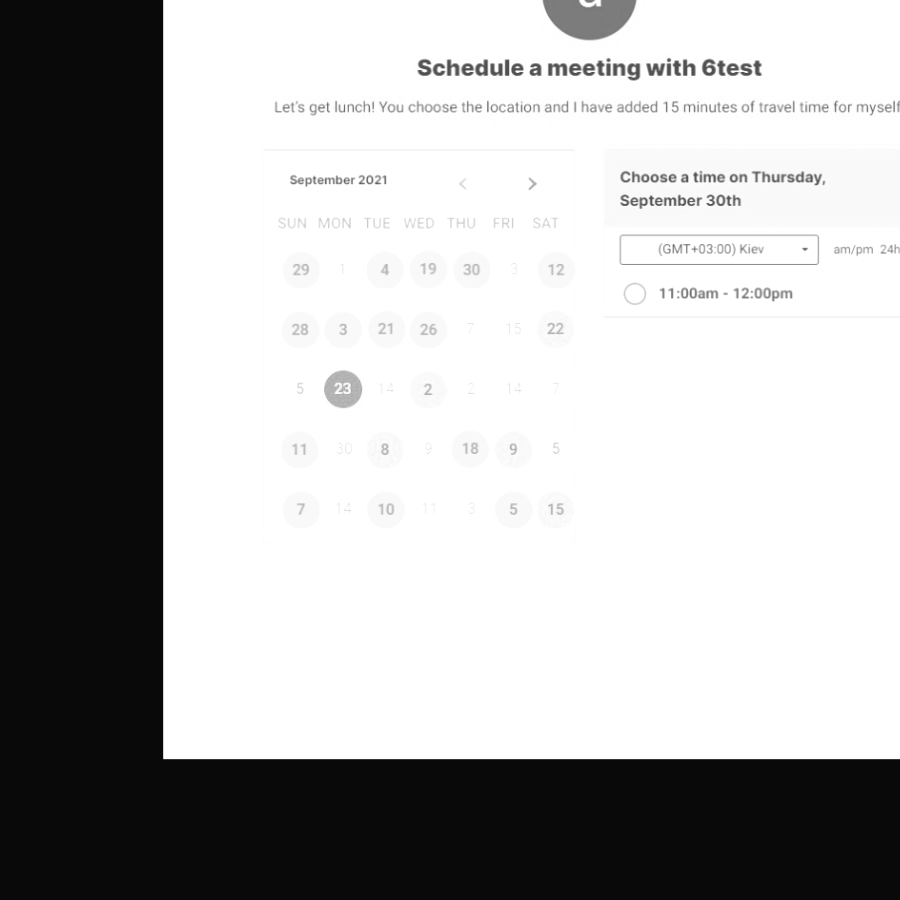 Schedule a meeting with 6test
Let's get lunch! You choose the location and I have added 15 minutes of travel time for myself
September 2021
SUN MON TUE WED THU FRI SAT
29 1 4 19 30 3 12
28 3 21 26 7 15 22
5 23 14 2 2 14 7
11 30 8 9 18 9 5
7 14 10 11 3 5 15
Choose a time on Thursday,
September 30th
(GMT+03:00) Kiev am/pm 24h
11:00am - 12:00pm